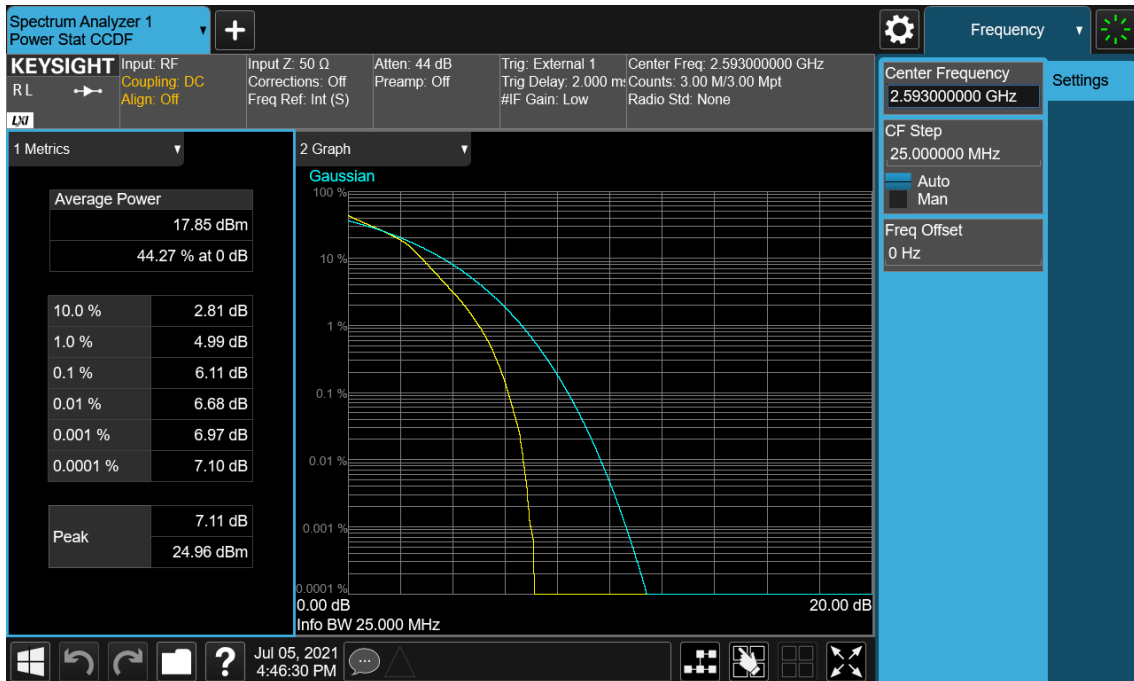 Spectrum Analyzer 1
Power Stat CCDF
Frequency
KEYSIGHT
R L
LXI
Input: RF
Coupling: DC
Align: Off
Input Z: 50 Ω
Corrections: Off
Freq Ref: Int (S)
Atten: 44 dB
Preamp: Off
Trig: External 1
Trig Delay: 2.000 ms
#IF Gain: Low
Center Freq: 2.593000000 GHz
Counts: 3.00 M/3.00 Mpt
Radio Std: None
Center Frequency
2.593000000 GHz
Settings
CF Step
25.000000 MHz
Auto
Man
Freq Offset
0 Hz
1 Metrics
Average Power
17.85 dBm
44.27 % at 0 dB
10.0 % 2.81 dB
1.0 % 4.99 dB
0.1 % 6.11 dB
0.01 % 6.68 dB
0.001 % 6.97 dB
0.0001 % 7.10 dB
Peak 7.11 dB
24.96 dBm
2 Graph
Gaussian
100 %
10 %
1 %
0.1 %
0.01 %
0.001 %
0.0001 %
0.00 dB 20.00 dB
Info BW 25.000 MHz
?
Jul 05, 2021
4:46:30 PM